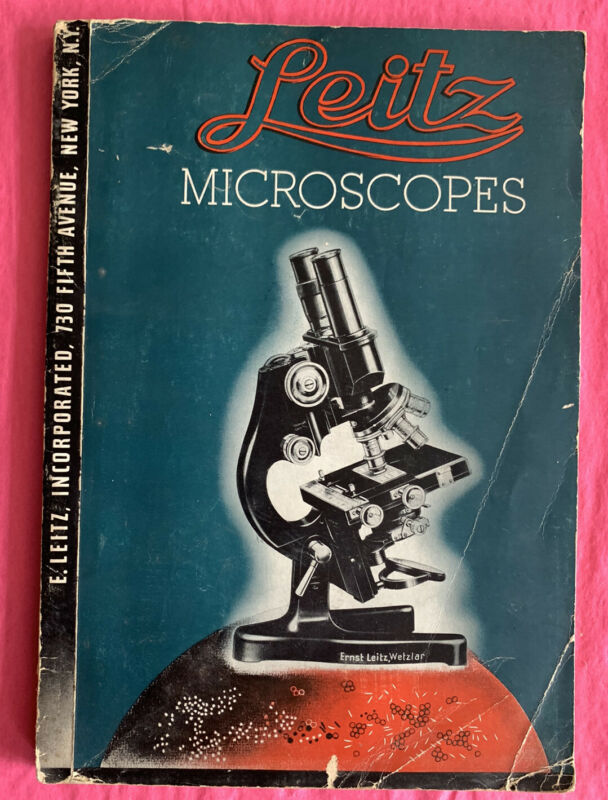 Leitz
MICROSCOPES
E. LEITZ, INCORPORATED, 730 FIFTH AVENUE, NEW YORK, N.Y.
Ernst Leitz, Wetzlar